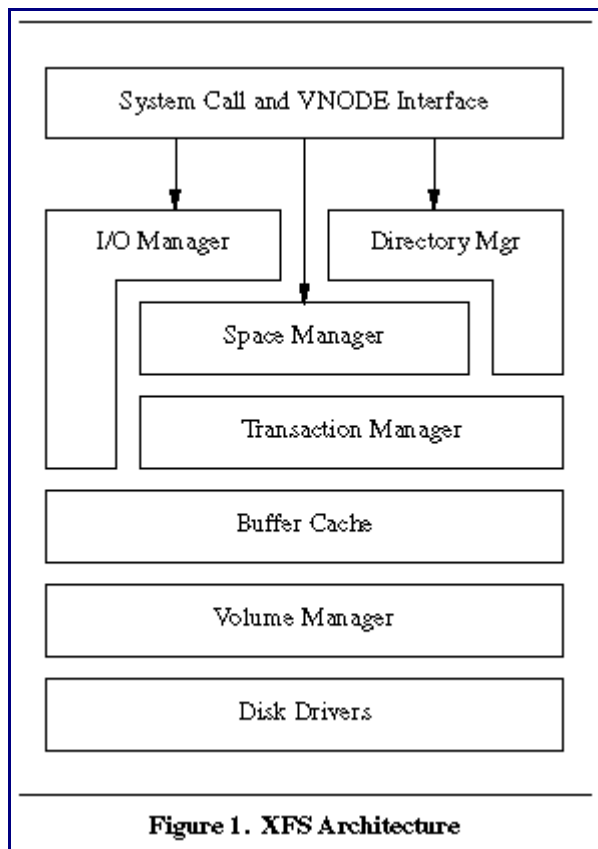 System Call and VNODE Interface
I/O Manager
Directory Mgr
Space Manager
Transaction Manager
Buffer Cache
Volume Manager
Disk Drivers
Figure 1. XFS Architecture